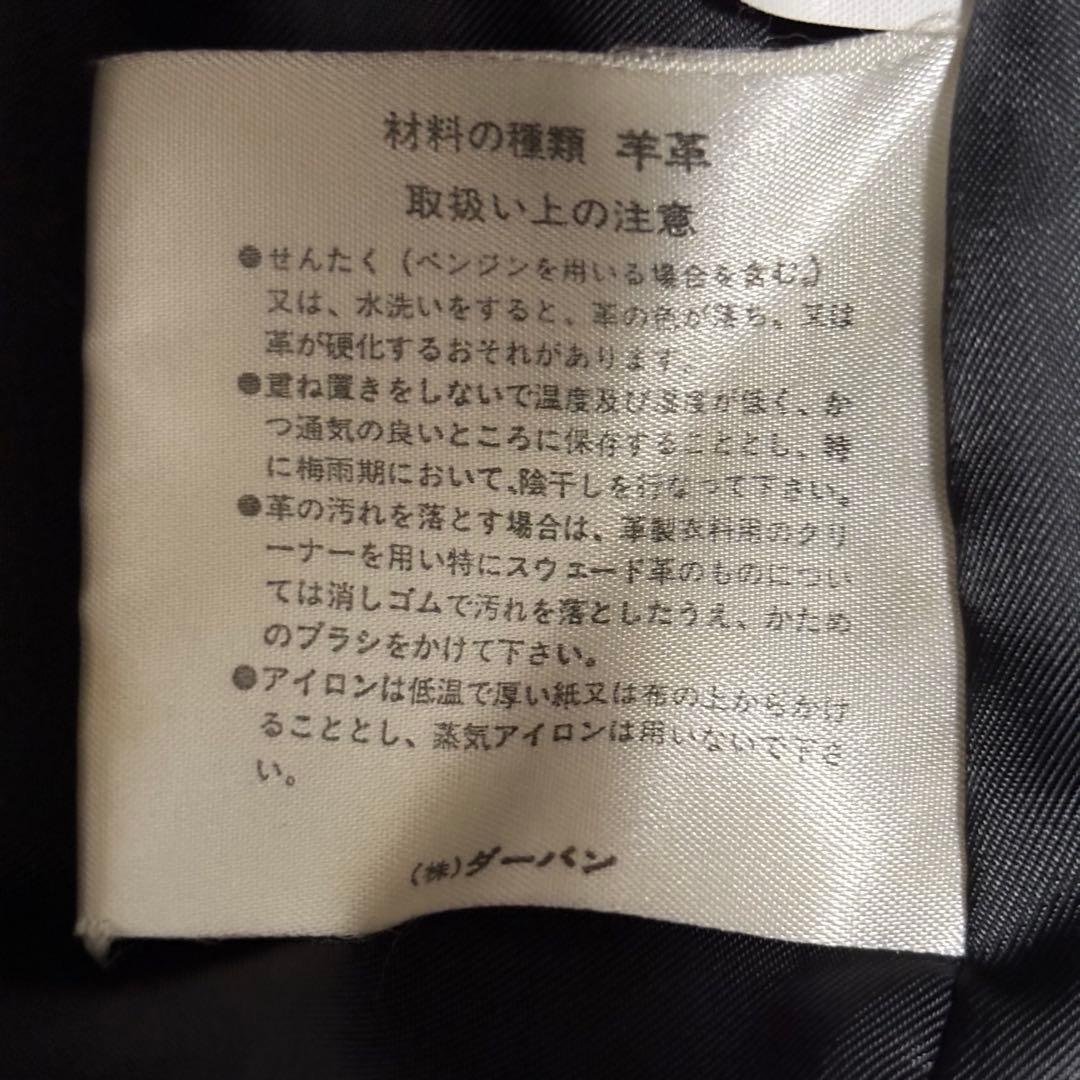 材料の種類 羊革
取扱い上の注意
●せんたく(ベンジンを用いる場合を含む。)
又は、水洗いをすると、革の色が落ち、又は
革が硬化するおそれがあります。
●重ね置きをしないで温度及び湿度が低く、か
つ通気の良いところに保存することとし、特
に梅雨期において、陰干しを行なって下さい。
●革の汚れを落とす場合は、革製衣料用のクリ
ーナーを用い特にスウェード革のものについ
ては消しゴムで汚れを落としたうえ、かため
のブラシをかけて下さい。
●アイロンは低温で厚い紙又は布の上からかけ
ることとし、蒸気アイロンは用いないで下さ
い。
(株)ダーバン